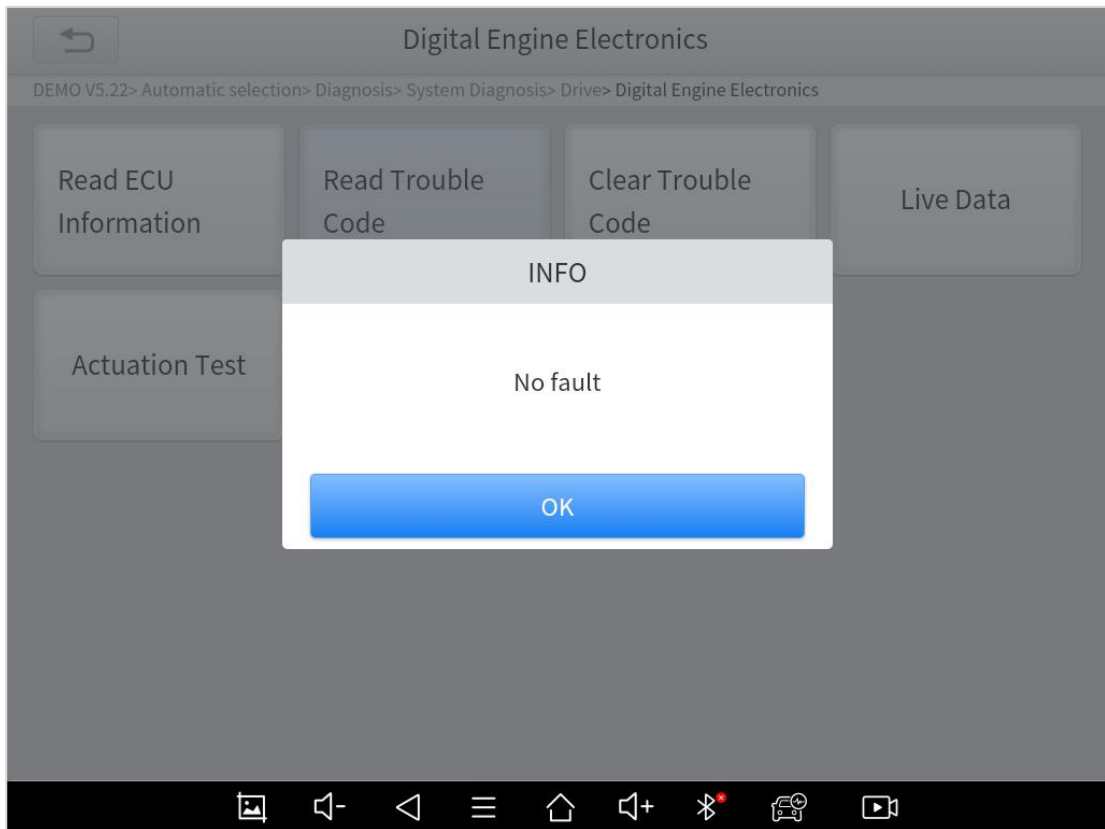 Digital Engine Electronics
DEMO V5.22> Automatic selection> Diagnosis> System Diagnosis> Drive> Digital Engine Electronics
Read ECU
Information
Read Trouble
Code
Clear Trouble
Code
Live Data
Actuation Test
INFO
No fault
OK